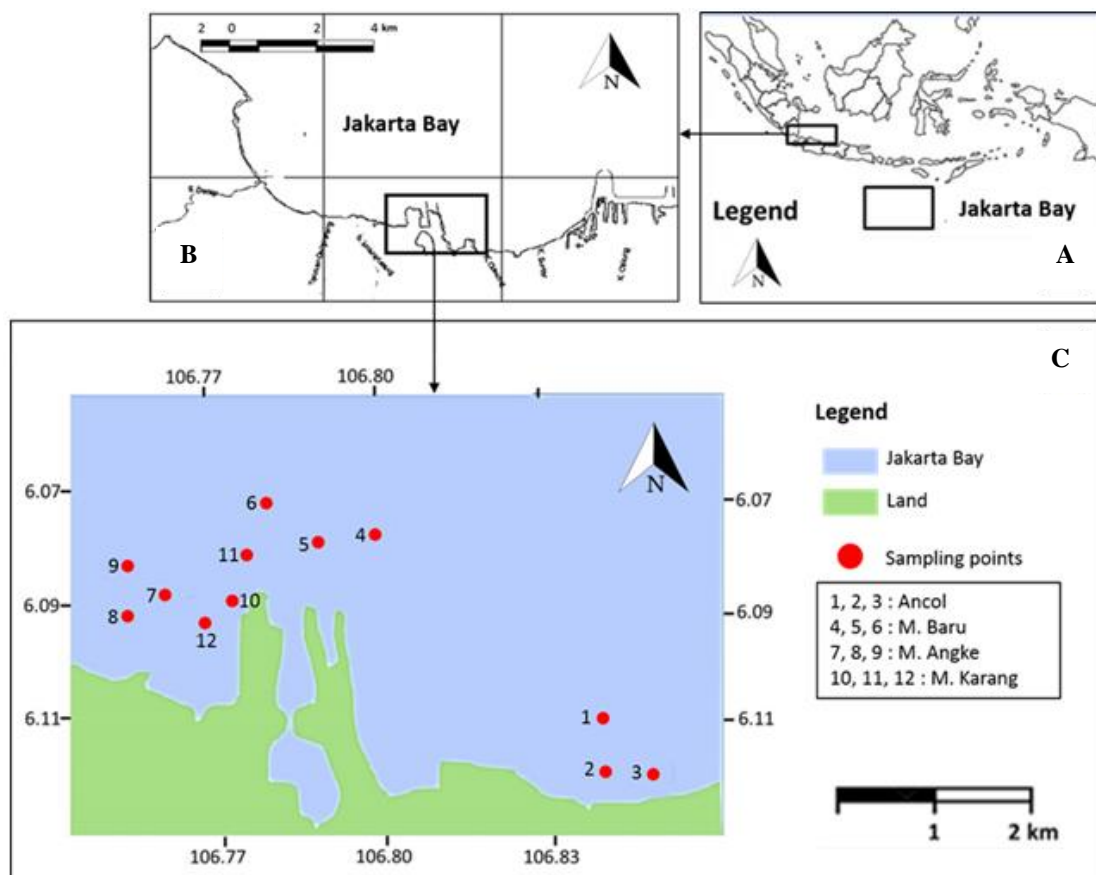 2 0 2 4 km
N
Jakarta Bay
B
Legend
Jakarta Bay
N
A
C
106.77 106.80
Legend
Jakarta Bay
Land
Sampling points
1, 2, 3 : Ancol
4, 5, 6 : M. Baru
7, 8, 9 : M. Angke
10, 11, 12 : M. Karang
N
6.07
6.07
6
4
5
11
9
7
10
6.09
6.09
8
12
6.11
6.11
1
2
3
1 2 km
106.77 106.80 106.83